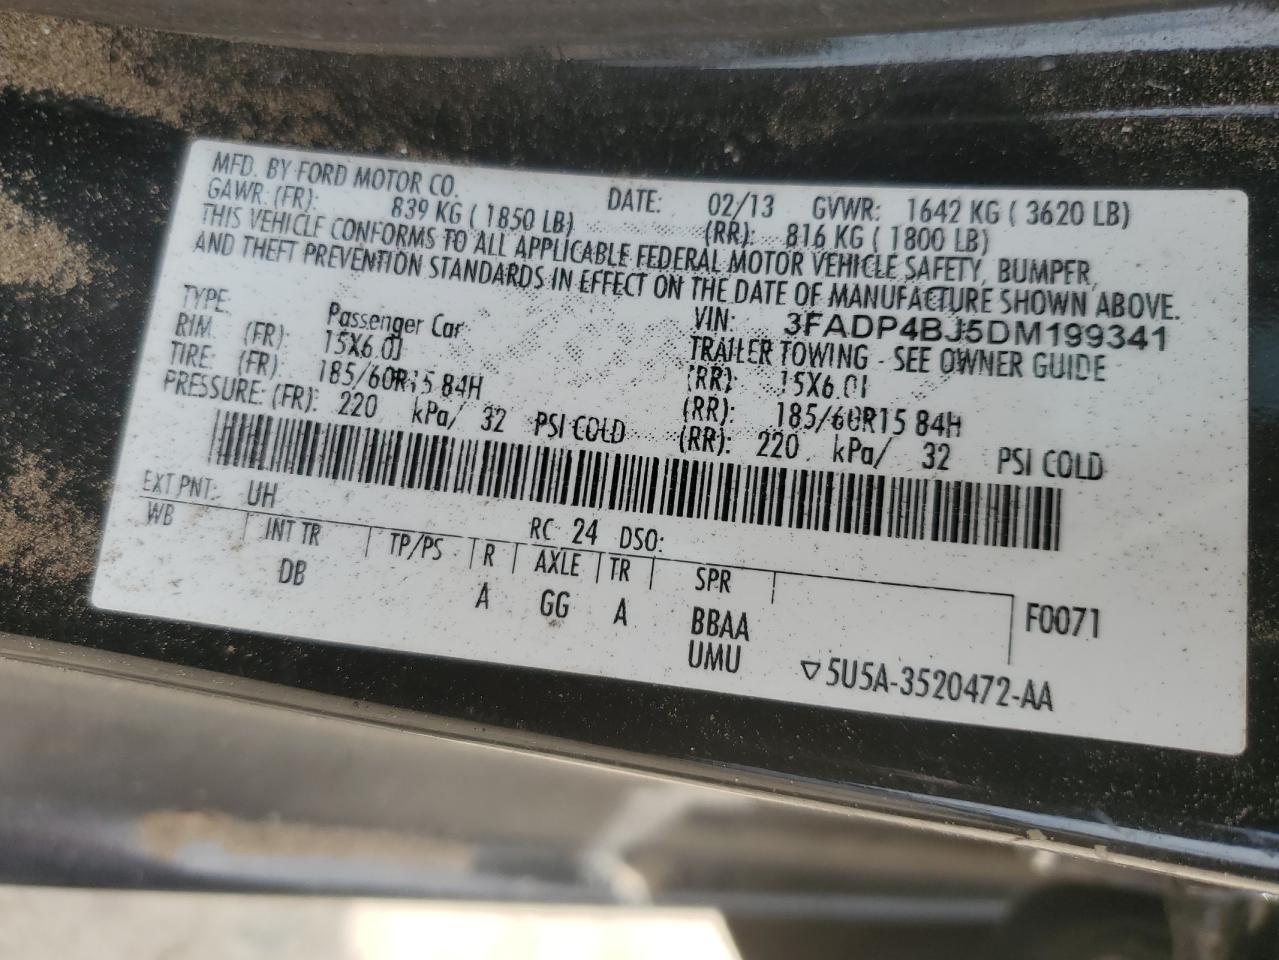 MFD. BY FORD MOTOR CO. DATE: 02/13 GVWR: 1642 KG ( 3620 LB)
GAWR: (FR): 839 KG ( 1850 LB) (RR): 816 KG ( 1800 LB)
THIS VEHICLE CONFORMS TO ALL APPLICABLE FEDERAL MOTOR VEHICLE SAFETY, BUMPER,
AND THEFT PREVENTION STANDARDS IN EFFECT ON THE DATE OF MANUFACTURE SHOWN ABOVE.
VIN: 3FADP4BJ5DM199341
TYPE: Passenger Car TRAILER TOWING - SEE OWNER GUIDE
RIM: (FR): 15X6.0J (RR): 15X6.0J
TIRE: (FR): 185/60R15 84H (RR): 185/60R15 84H
PRESSURE: (FR): 220 kPa/ 32 PSI COLD (RR): 220 kPa/ 32 PSI COLD
EXT PNT: UH RC: 24 DSO:
WB INT TR TP/PS R AXLE TR SPR
DB A GG A BBAA F0071
UMU ▽5U5A-3520472-AA